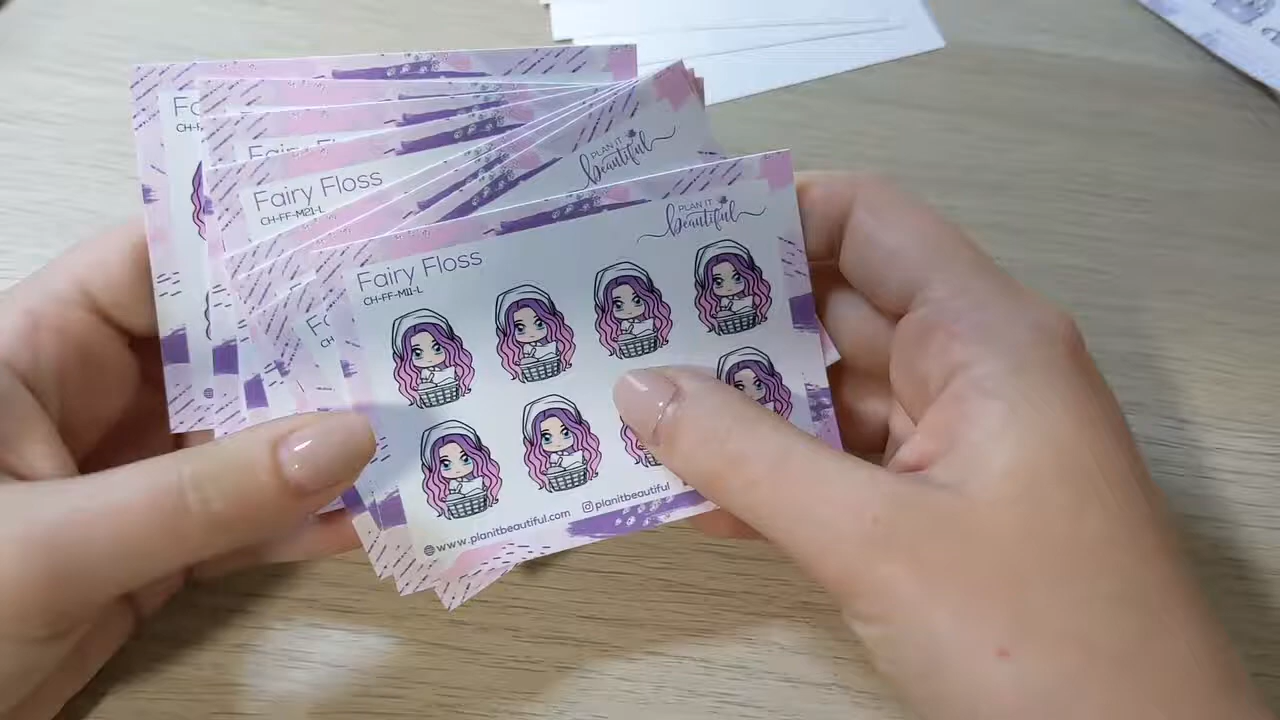 Fairy Floss
CH-FF-M21-L
PLAN IT
beautiful
Fairy Floss
CH-FF-M11-L
PLAN IT
beautiful
www.planitbeautiful.com
planitbeautiful